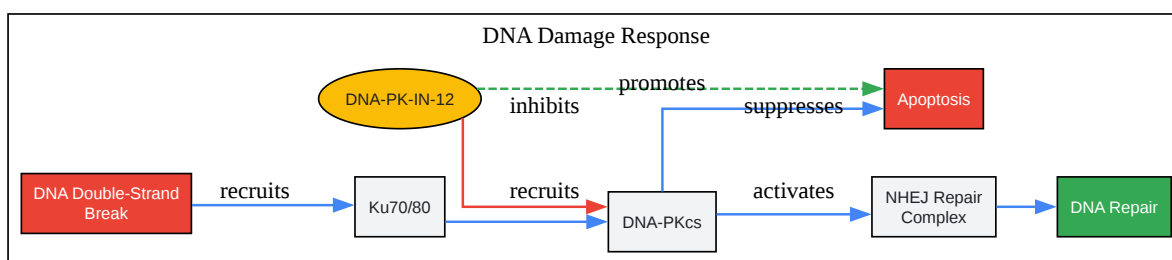 DNA Damage Response
promotes
DNA-PK-IN-12
inhibits
suppresses
Apoptosis
DNA Double-Strand
Break
recruits
Ku70/80
recruits
DNA-PKcs
activates
NHEJ Repair
Complex
DNA Repair